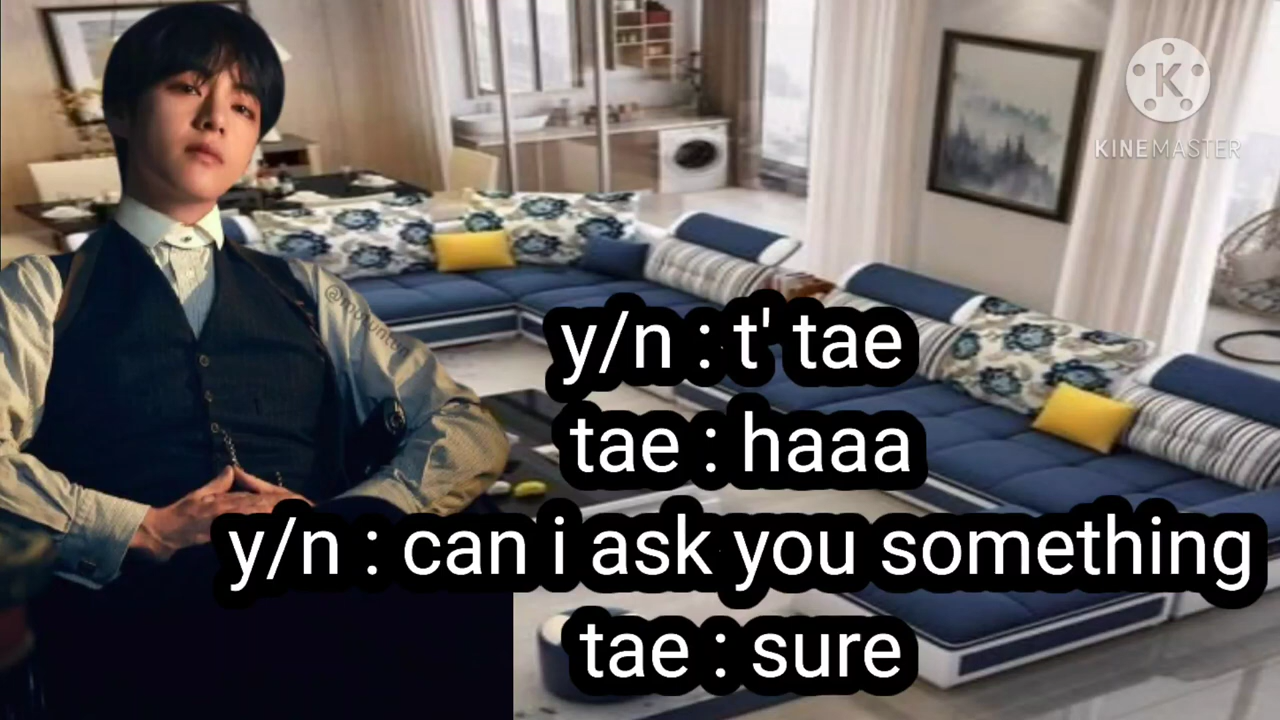 KINEMASTER
y/n : t' tae
tae : haaa
y/n : can i ask you something
tae : sure